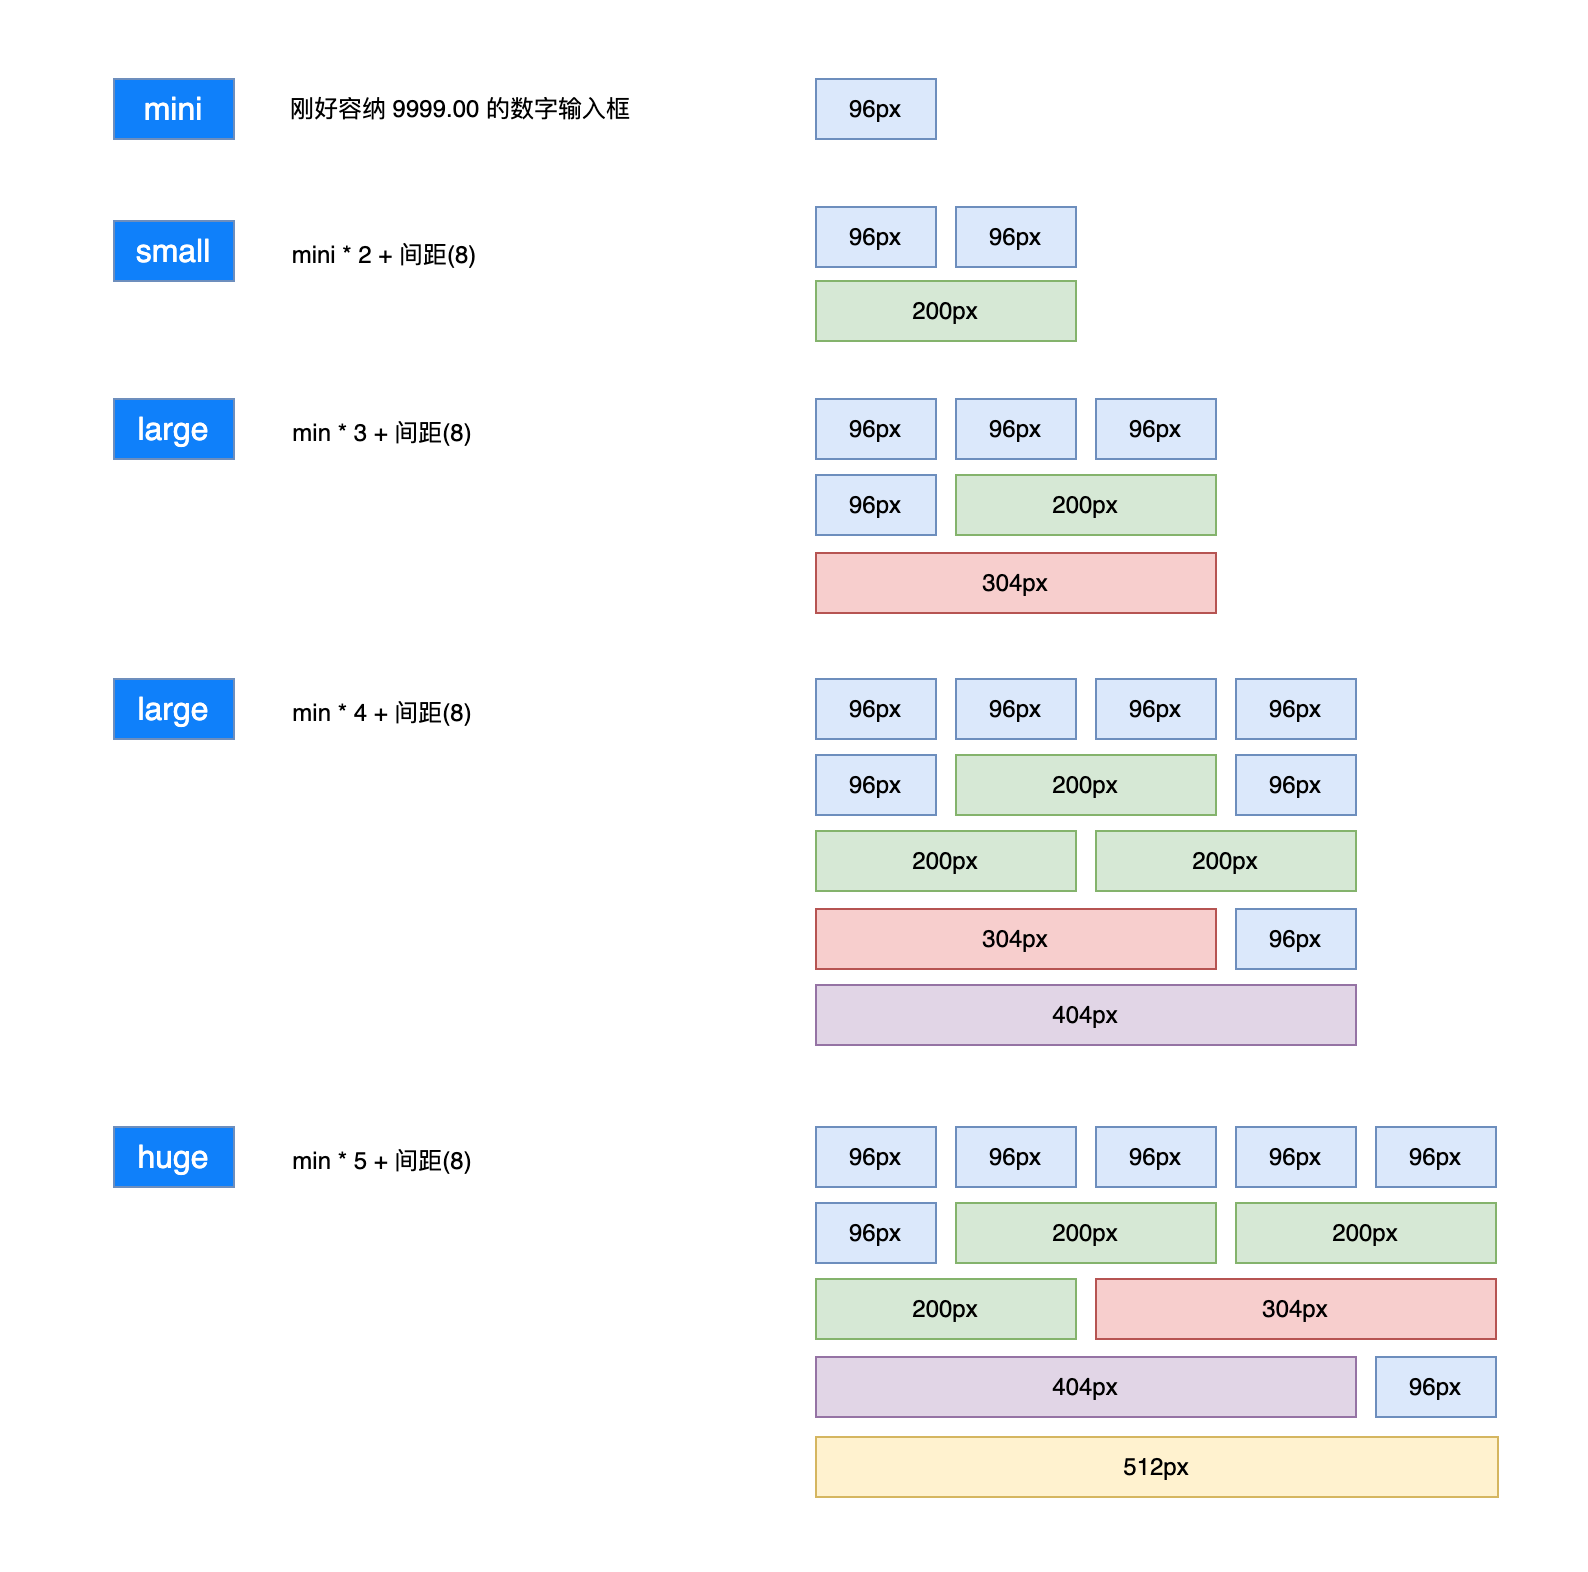 mini 刚好容纳 9999.00 的数字输入框 96px
96px 96px
small mini * 2 + 间距(8)
200px
large min * 3 + 间距(8) 96px 96px 96px
96px 200px
304px
large min * 4 + 间距(8) 96px 96px 96px 96px
96px 200px 96px
200px 200px
304px 96px
404px
huge min * 5 + 间距(8) 96px 96px 96px 96px 96px
96px 200px 200px
200px 304px
404px 96px
512px